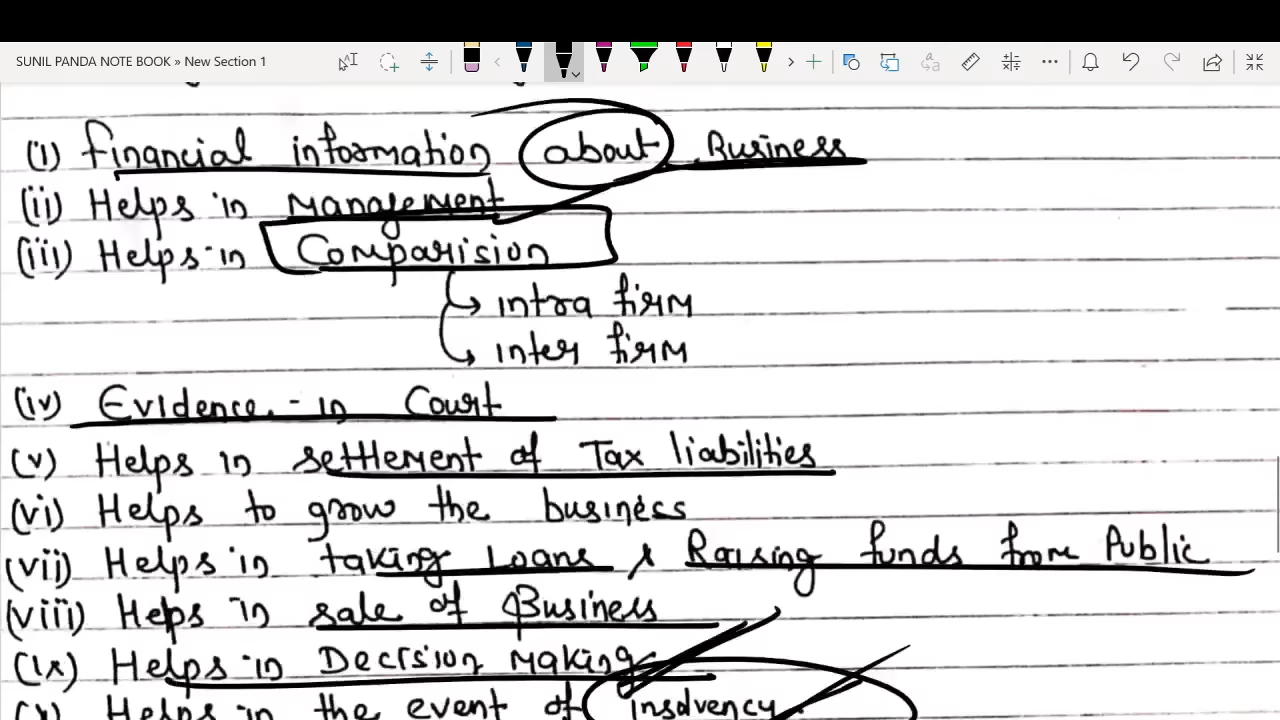 SUNIL PANDA NOTE BOOK » New Section 1
(i) financial information about Business
(ii) Helps in Management
(iii) Helps in Comparision
intra firm
inter firm
(iv) Evidence in Court
(v) Helps in settlement of Tax liabilities
(vi) Helps to grow the business
(vii) Helps in taking Loans & Raising funds from Public
(viii) Heps in sale of Business
(ix) Helps in Decision Making
(x) Helps in the event of insolvency.